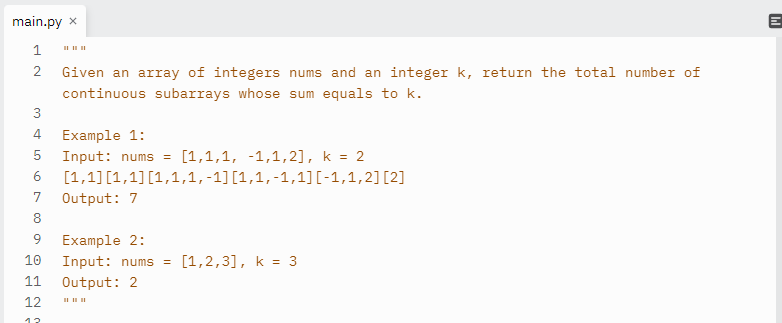 main.py ×
1 """
2 Given an array of integers nums and an integer k, return the total number of
continuous subarrays whose sum equals to k.
3
4 Example 1:
5 Input: nums = [1,1,1, -1,1,2], k = 2
6 [1,1][1,1][1,1,1,-1][1,1,-1,1][-1,1,2][2]
7 Output: 7
8
9 Example 2:
10 Input: nums = [1,2,3], k = 3
11 Output: 2
12 """
13